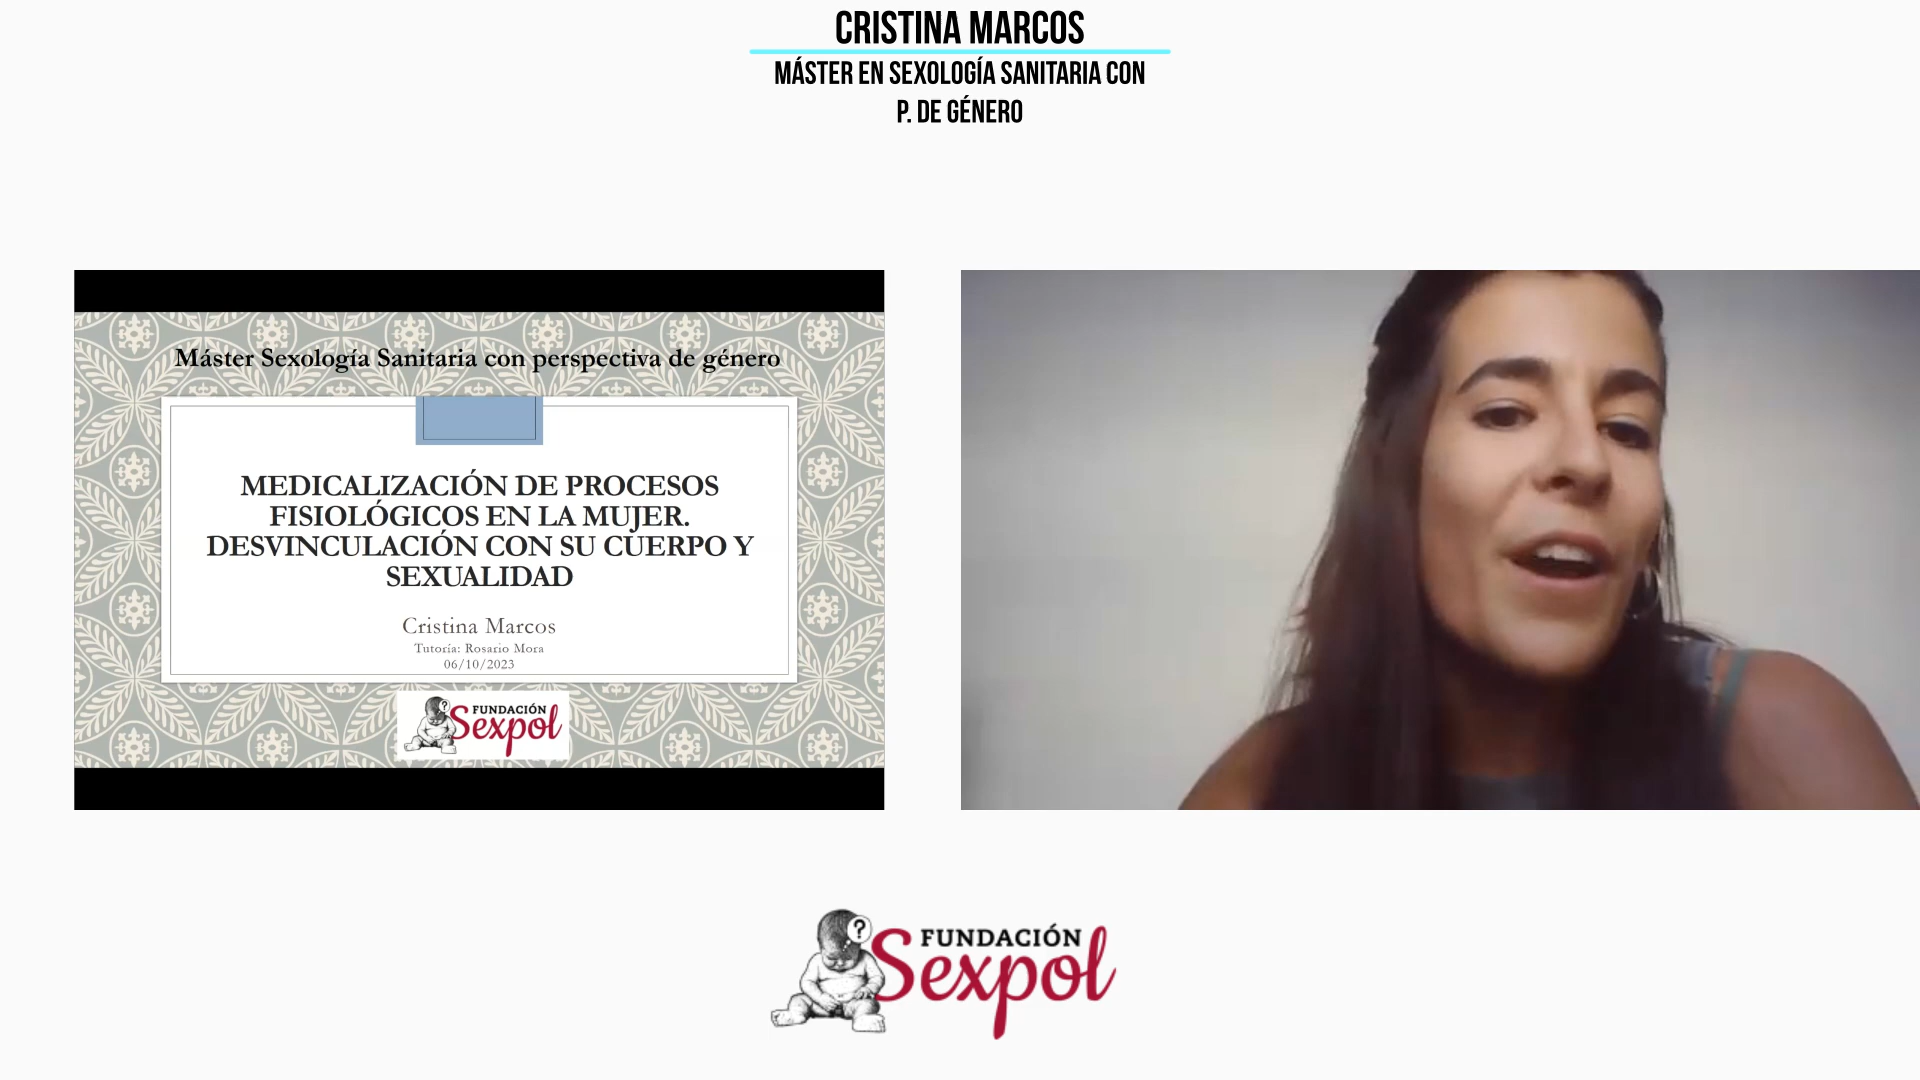 CRISTINA MARCOS
MÁSTER EN SEXOLOGÍA SANITARIA CON
P. DE GÉNERO
Máster Sexología Sanitaria con perspectiva de género
MEDICALIZACIÓN DE PROCESOS
FISIOLÓGICOS EN LA MUJER.
DESVINCULACIÓN CON SU CUERPO Y
SEXUALIDAD
Cristina Marcos
Tutoría: Rosario Mora
06/10/2023
?
FUNDACIÓN
Sexpol
?
FUNDACIÓN
Sexpol